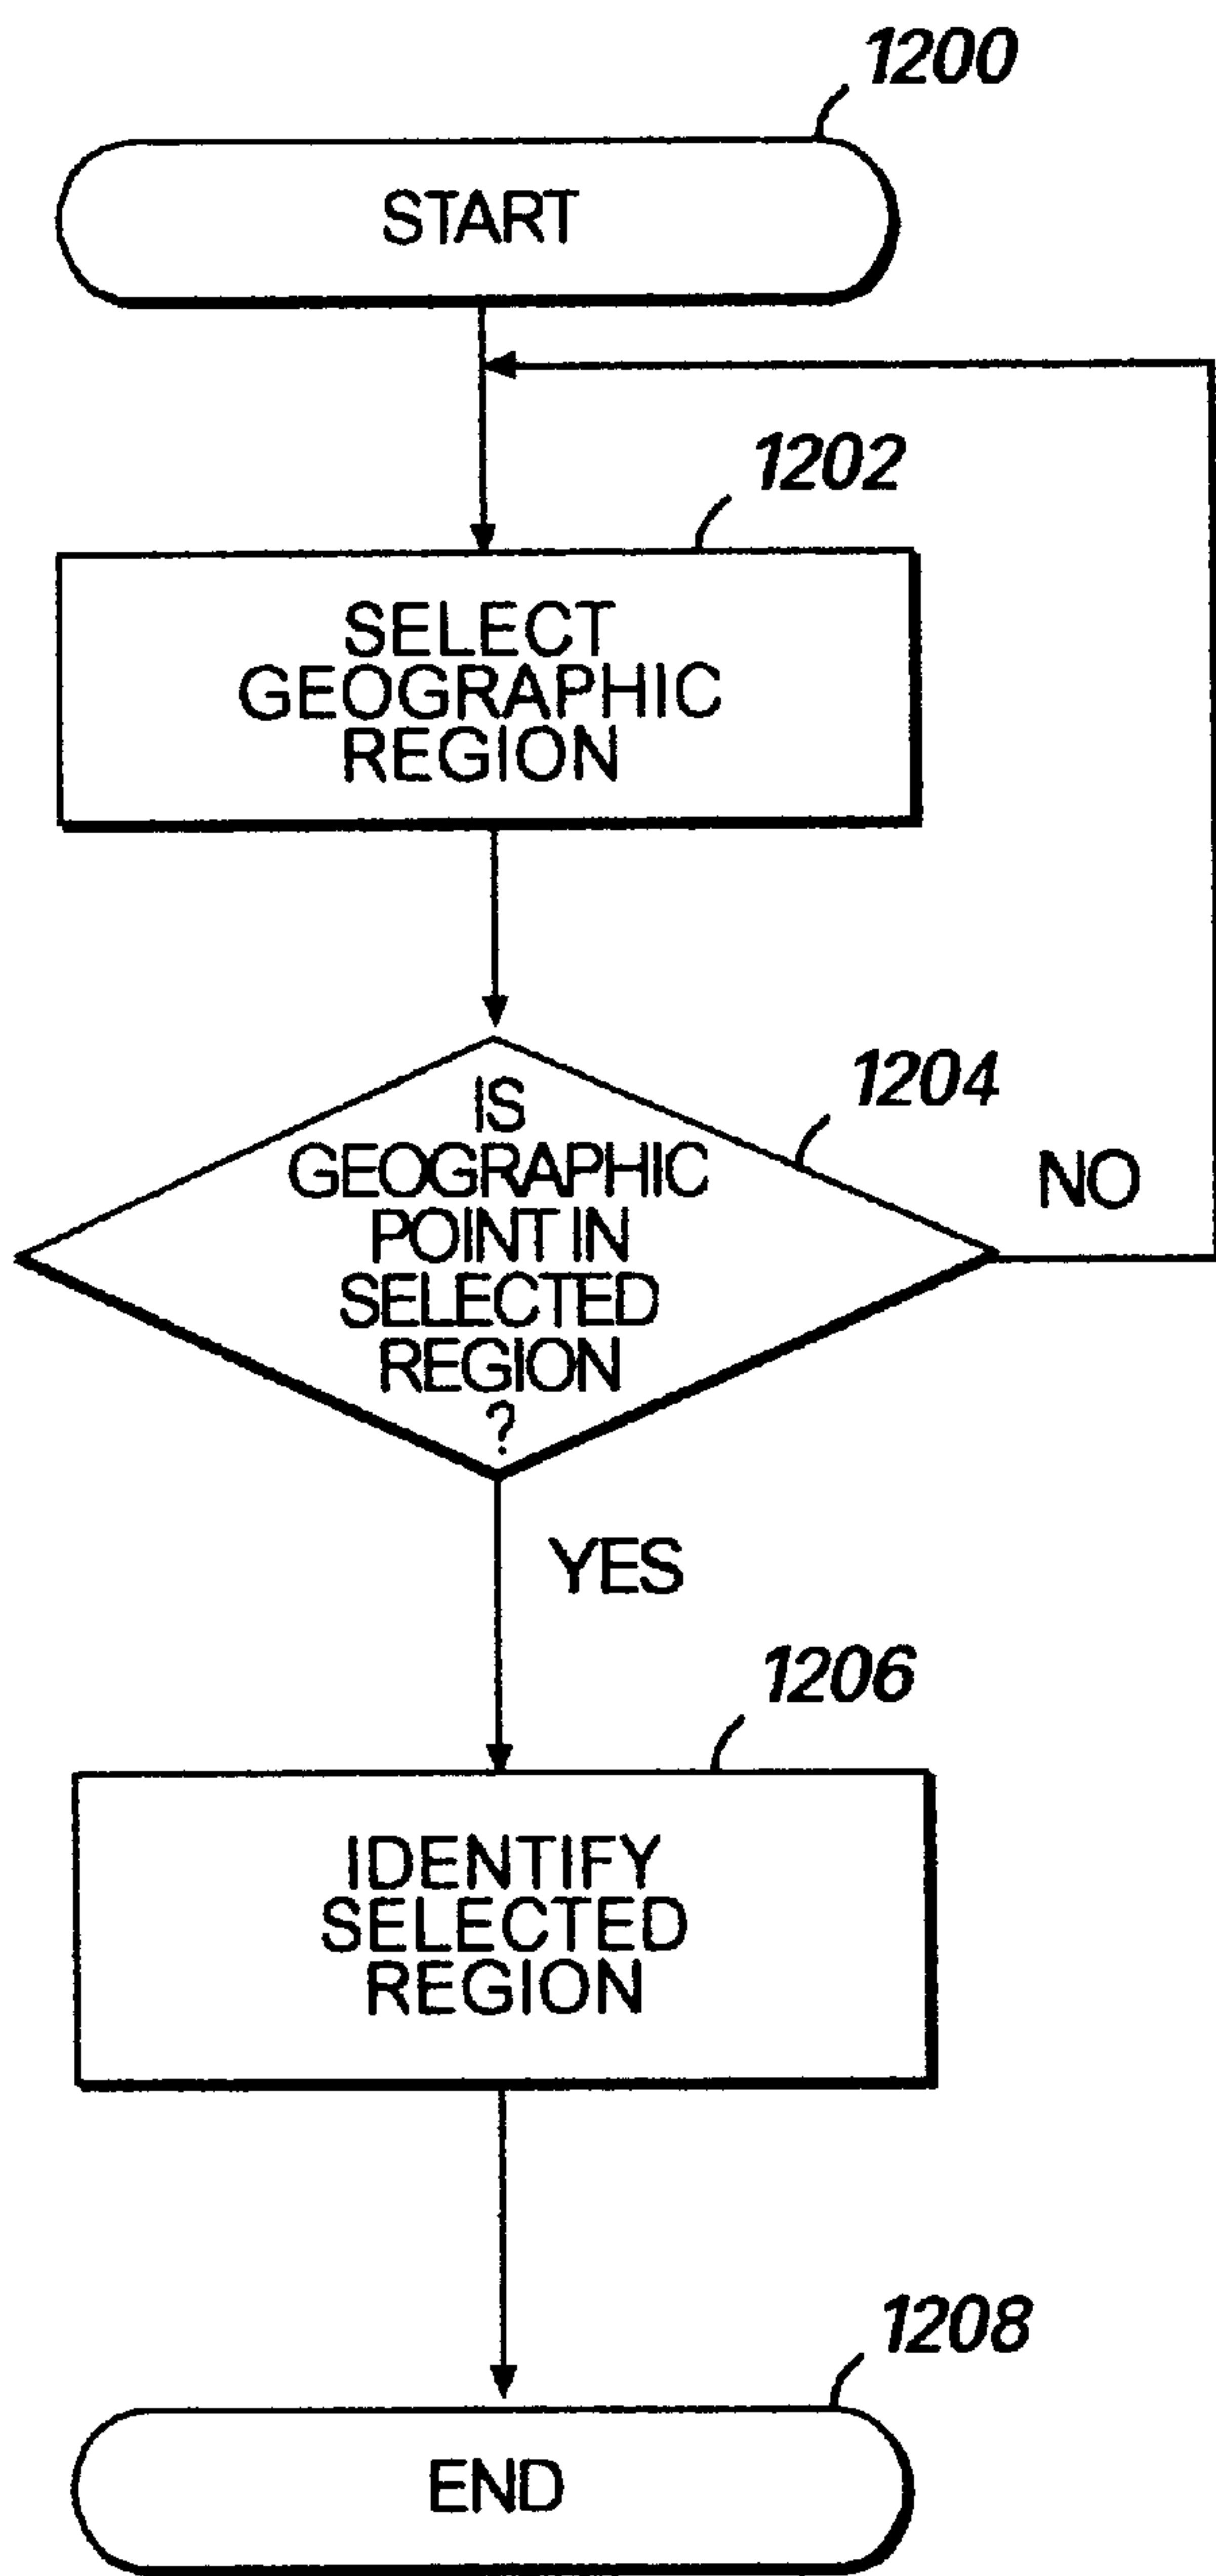 1200
START
1202
SELECT
GEOGRAPHIC
REGION
1204
IS
GEOGRAPHIC
POINT IN
SELECTED
REGION
?
NO
YES
1206
IDENTIFY
SELECTED
REGION
1208
END